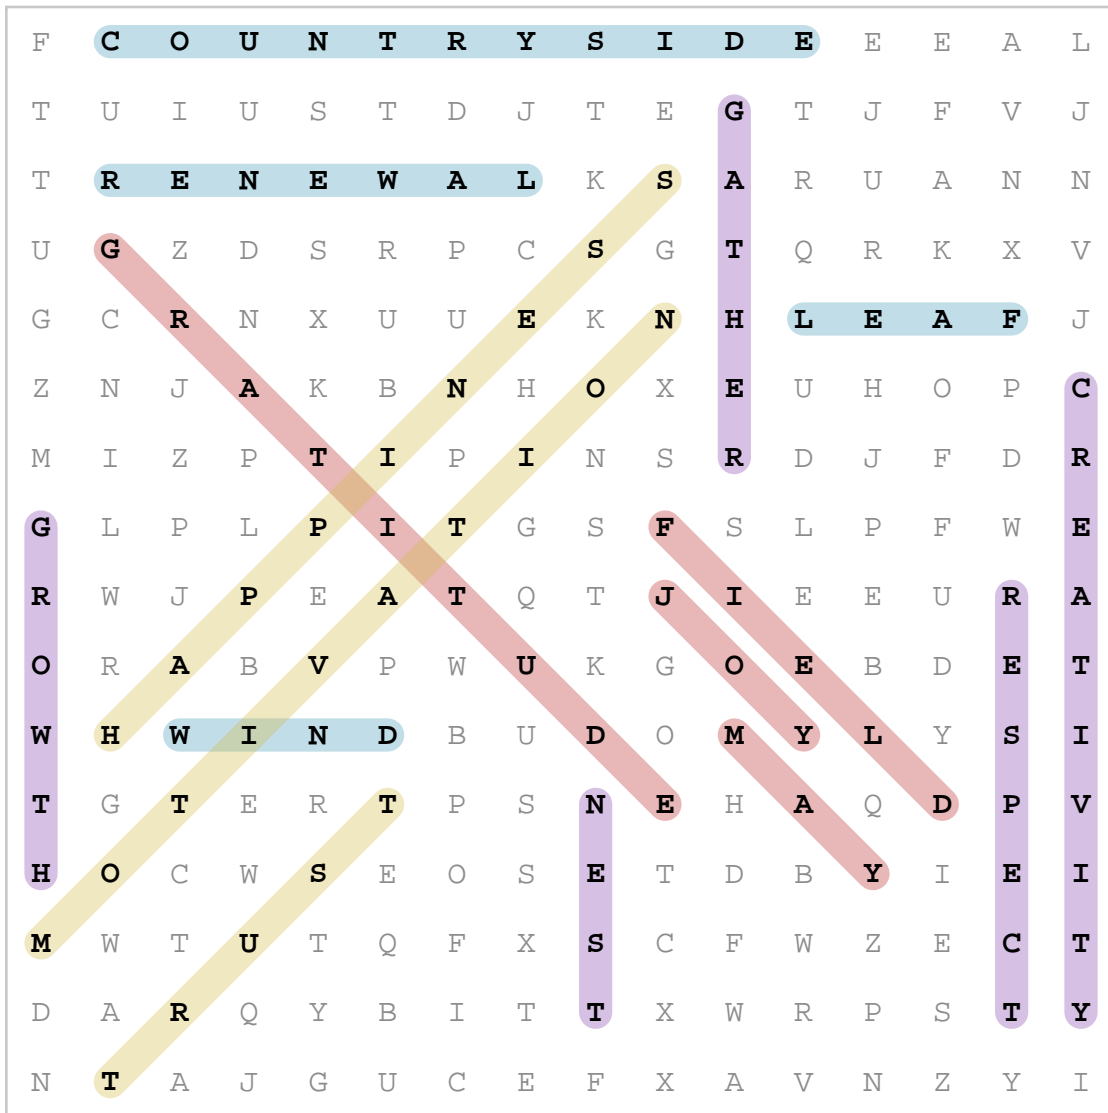 F C O U N T R Y S I D E E E A L
T U I U S T D J T E G T J F V J
T R E N E W A L K S A R U A N N
U G Z D S R P C S G T Q R K X V
G C R N X U U E K N H L E A F J
Z N J A K B N H O X E U H O P C
M I Z P T I P I N S R D J F D R
G L P L P I T G S F S L P F W E
R W J P E A T Q T J I E E U R A
O R A B V P W U K G O E B D E T
W H W I N D B U D O M Y L Y S I
T G T E R T P S N E H A Q D P V
H O C W S E O S E T D B Y I E I
M W T U T Q F X S C F W Z E C T
D A R Q Y B I T T X W R P S T Y
N T A J G U C E F X A V N Z Y I